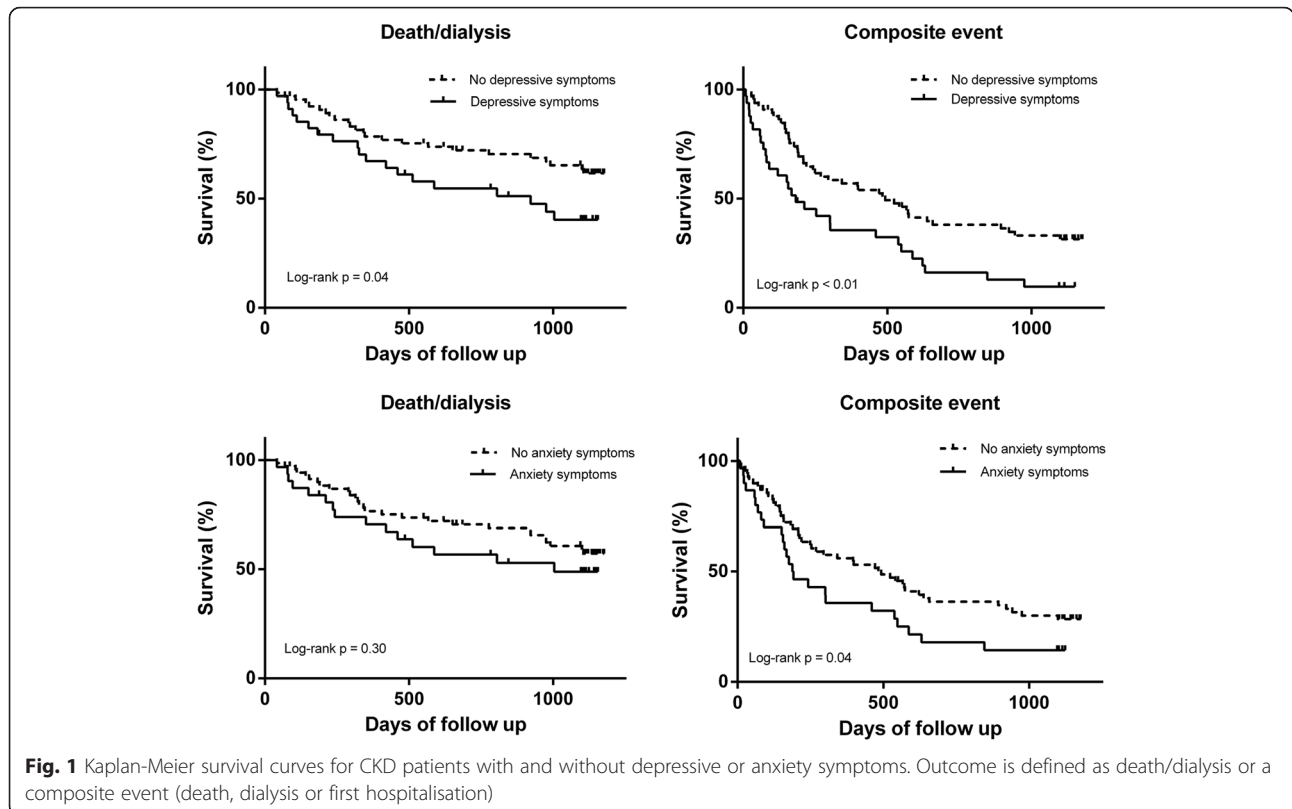 Death/dialysis
No depressive symptoms
Depressive symptoms
100
50
0
Survival (%)
Log-rank p = 0.04
0 500 1000
Days of follow up
Composite event
No depressive symptoms
Depressive symptoms
100
50
0
Survival (%)
Log-rank p < 0.01
0 500 1000
Days of follow up
Death/dialysis
No anxiety symptoms
Anxiety symptoms
100
50
0
Survival (%)
Log-rank p = 0.30
0 500 1000
Days of follow up
Composite event
No anxiety symptoms
Anxiety symptoms
100
50
0
Survival (%)
Log-rank p = 0.04
0 500 1000
Days of follow up
Fig. 1 Kaplan-Meier survival curves for CKD patients with and without depressive or anxiety symptoms. Outcome is defined as death/dialysis or a
composite event (death, dialysis or first hospitalisation)